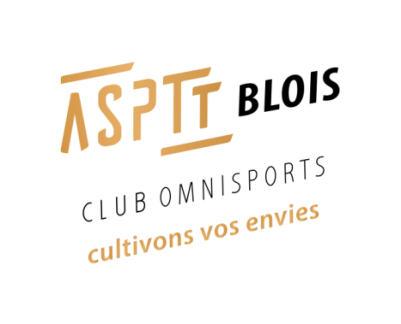 ASPTT BLOIS
CLUB OMNISPORTS
cultivons vos envies